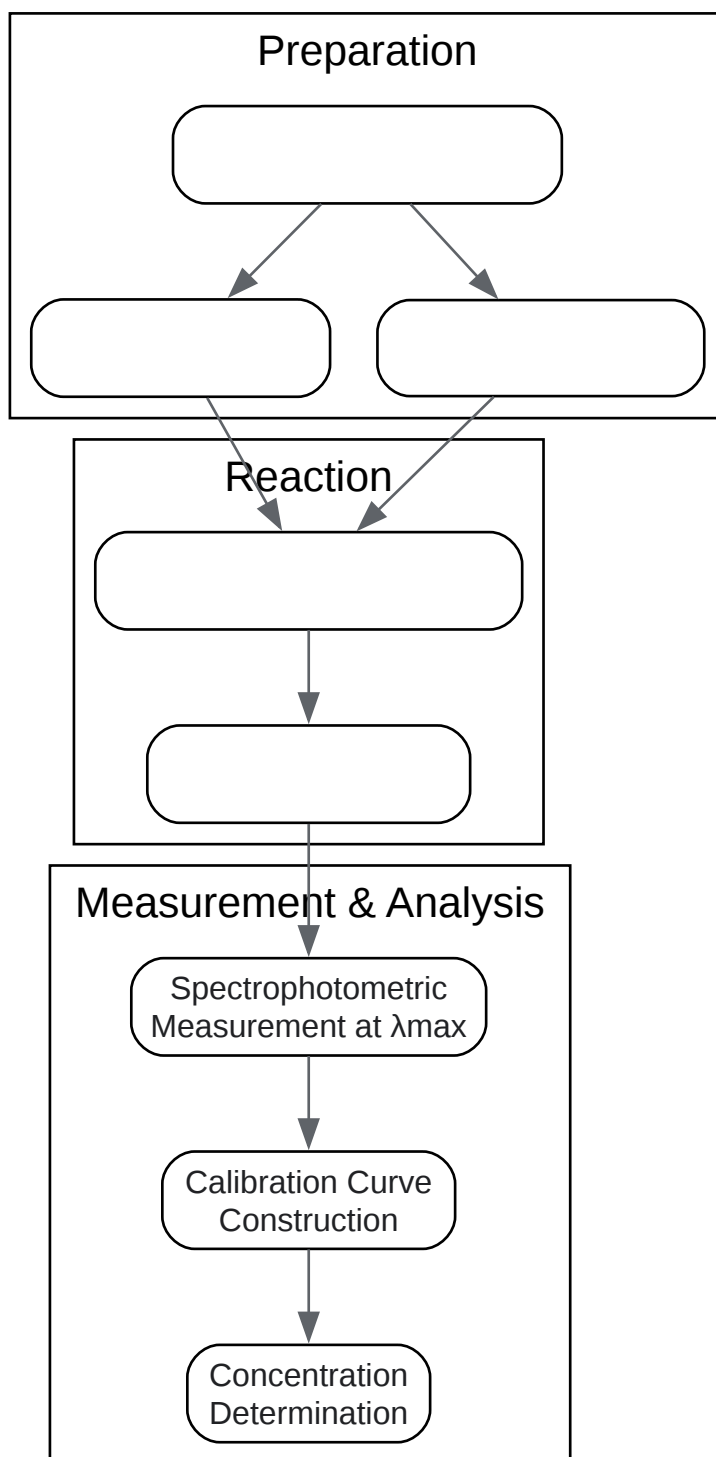 Preparation
Reaction
Measurement & Analysis
Spectrophotometric
Measurement at λmax
Calibration Curve
Construction
Concentration
Determination